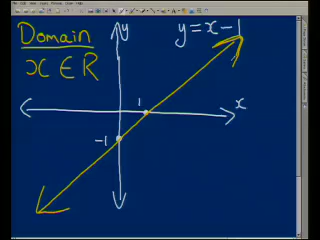 Domain
x ∈ R
y = x - 1
y
x
1
-1